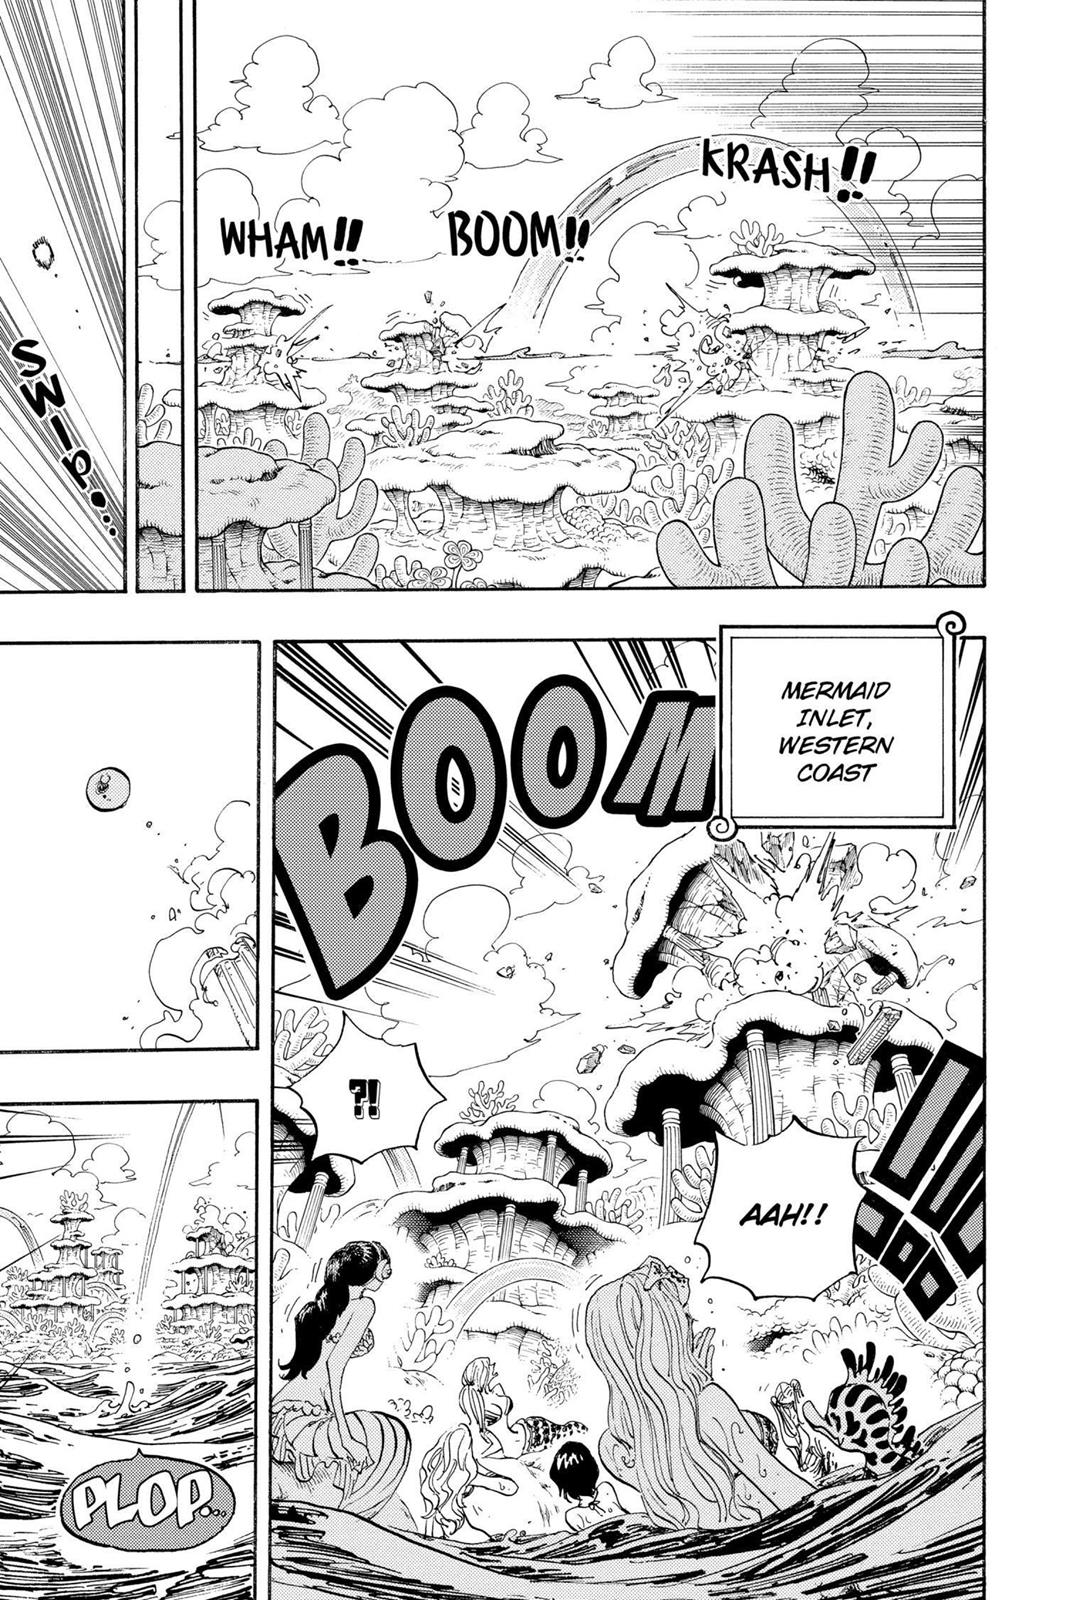 KRASH!!
BOOM!!
WHAM!!
SWIP...
MERMAID
INLET,
WESTERN
COAST
BOOM
AAH!!
?!
PLOP...